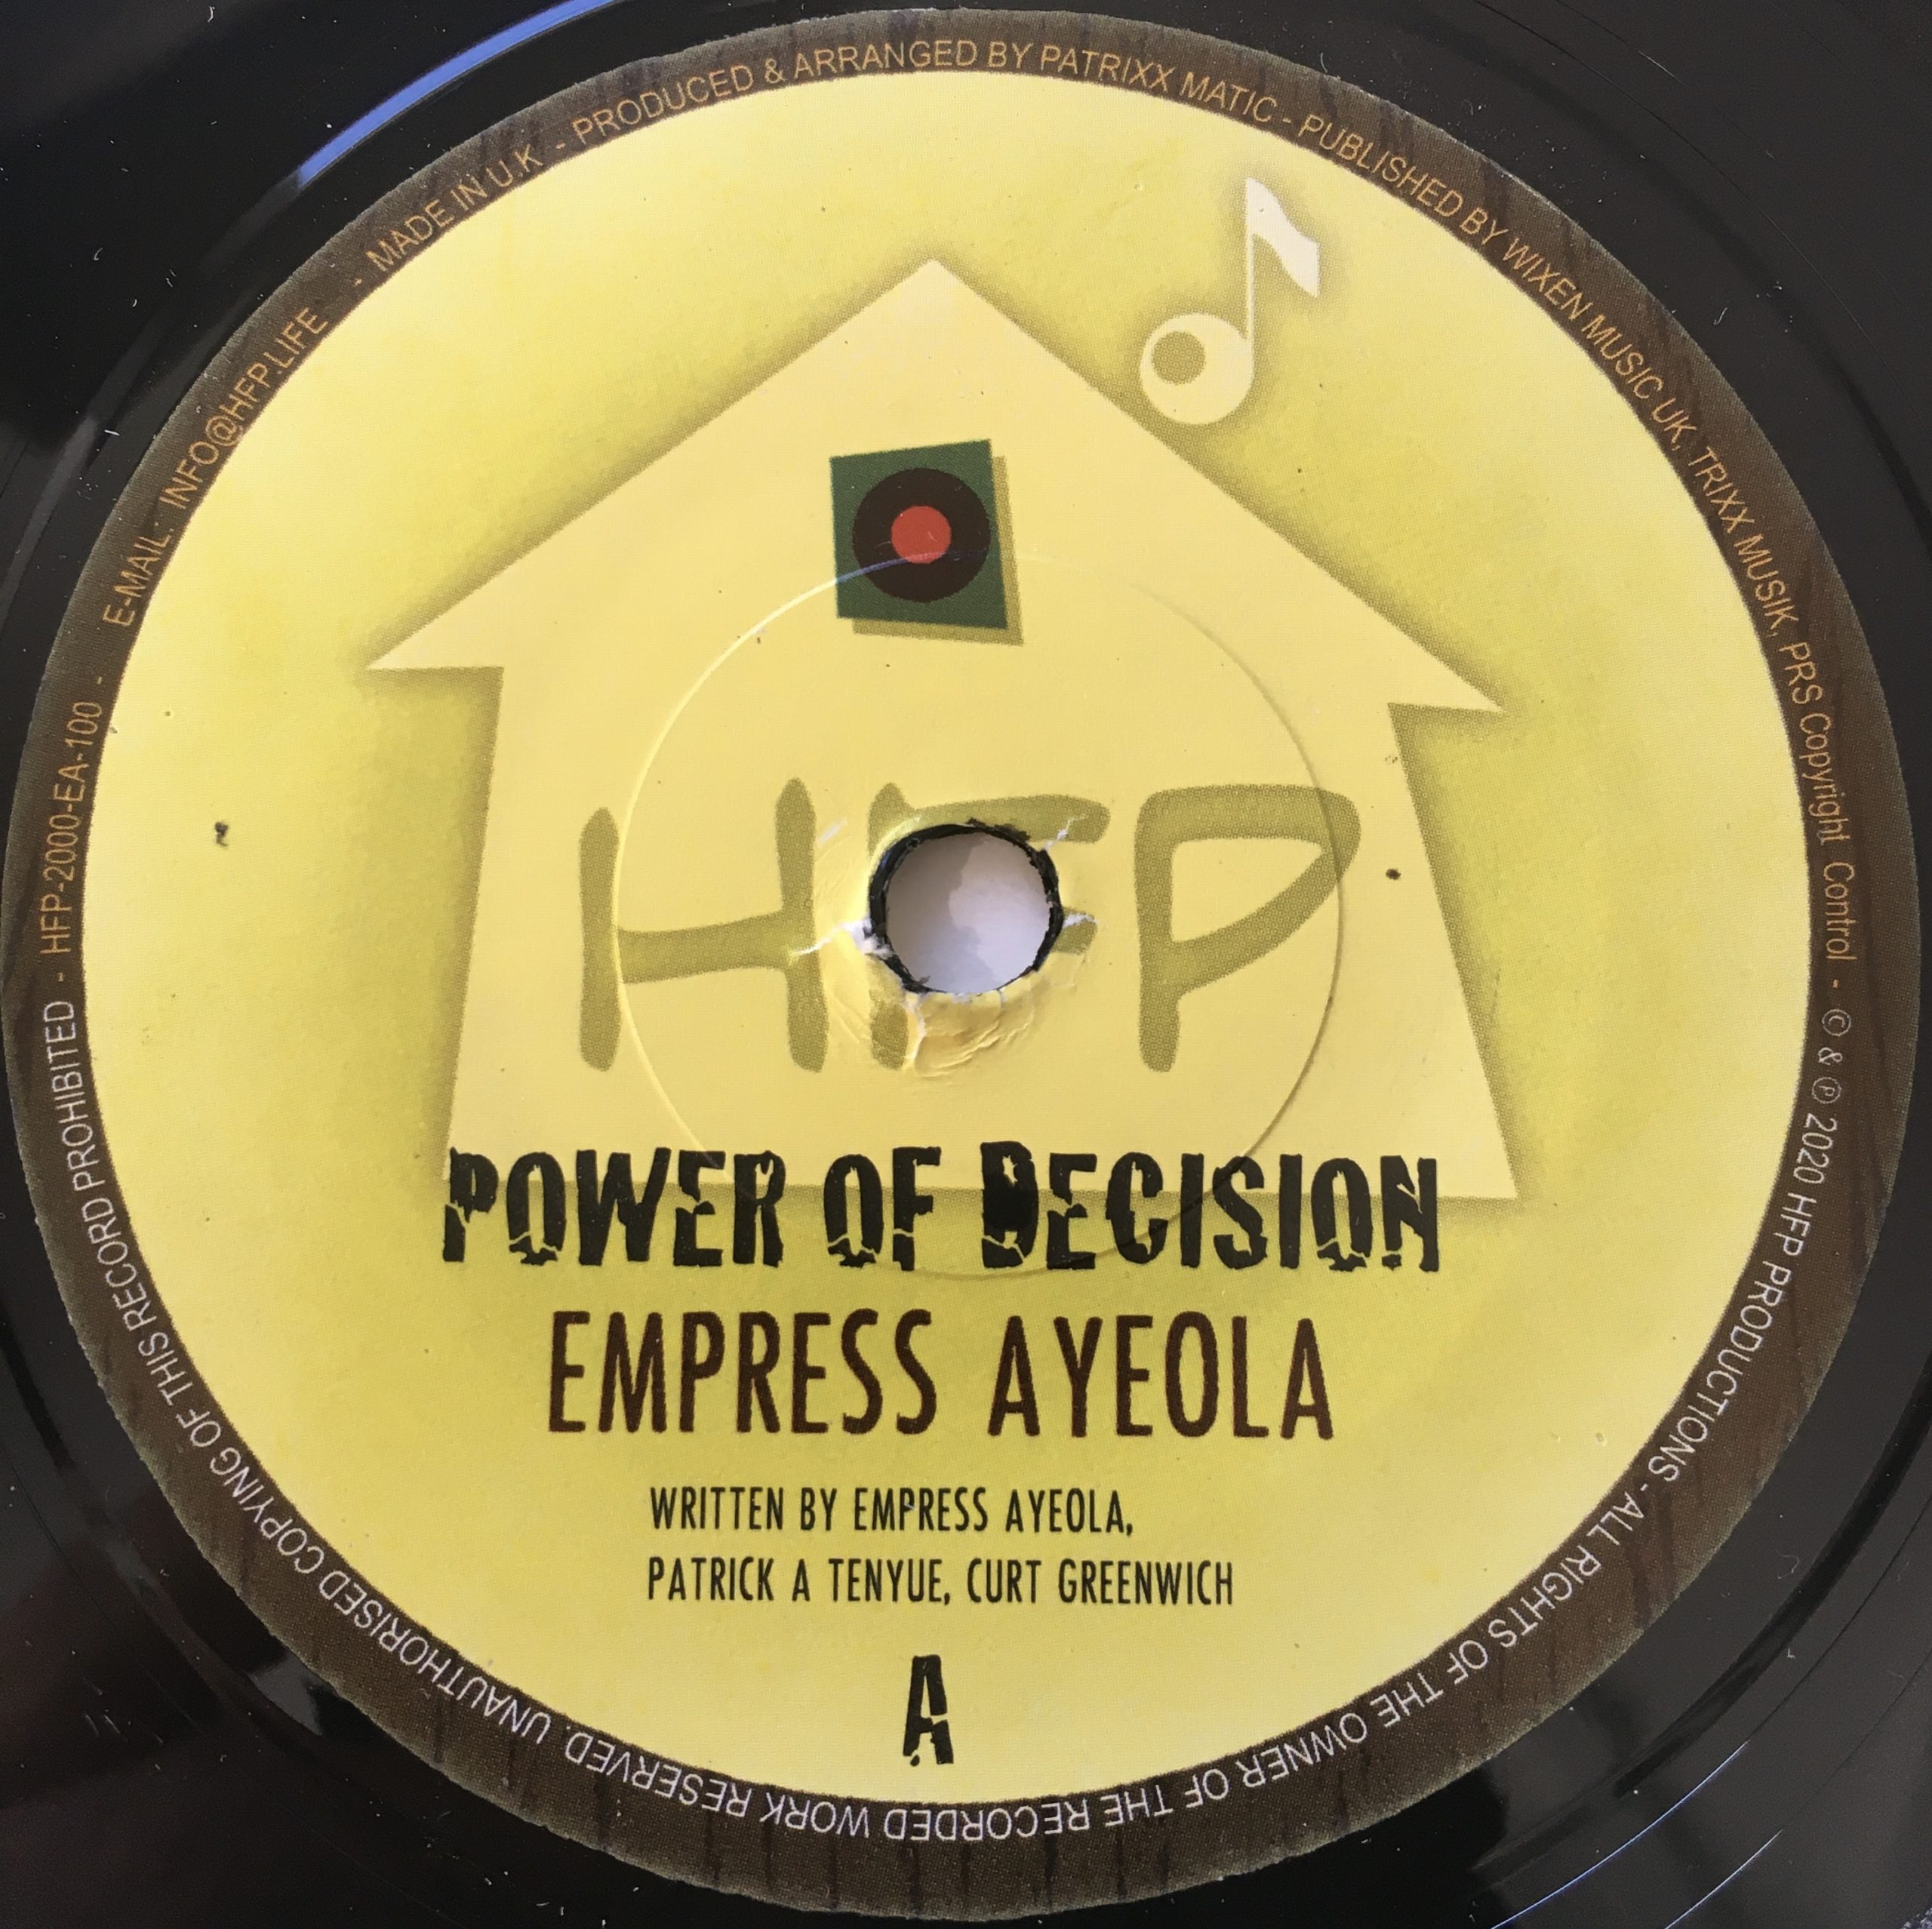 HFP
POWER OF DECISION
EMPRESS AYEOLA
WRITTEN BY EMPRESS AYEOLA,
PATRICK A TENYUE, CURT GREENWICH
A
HFP-2000-EA-100 - E-MAIL: INFO@HFP.LIFE - MADE IN U.K - PRODUCED & ARRANGED BY PATRIXX MATIC - PUBLISHED BY WIXEN MUSIC UK, TRIXX MUSIK, PRS Copyright Control - © & ℗ 2020 HFP PRODUCTIONS - ALL RIGHTS OF THE OWNER OF THE RECORDED WORK RESERVED. UNAUTHORISED COPYING OF THIS RECORD PROHIBITED -